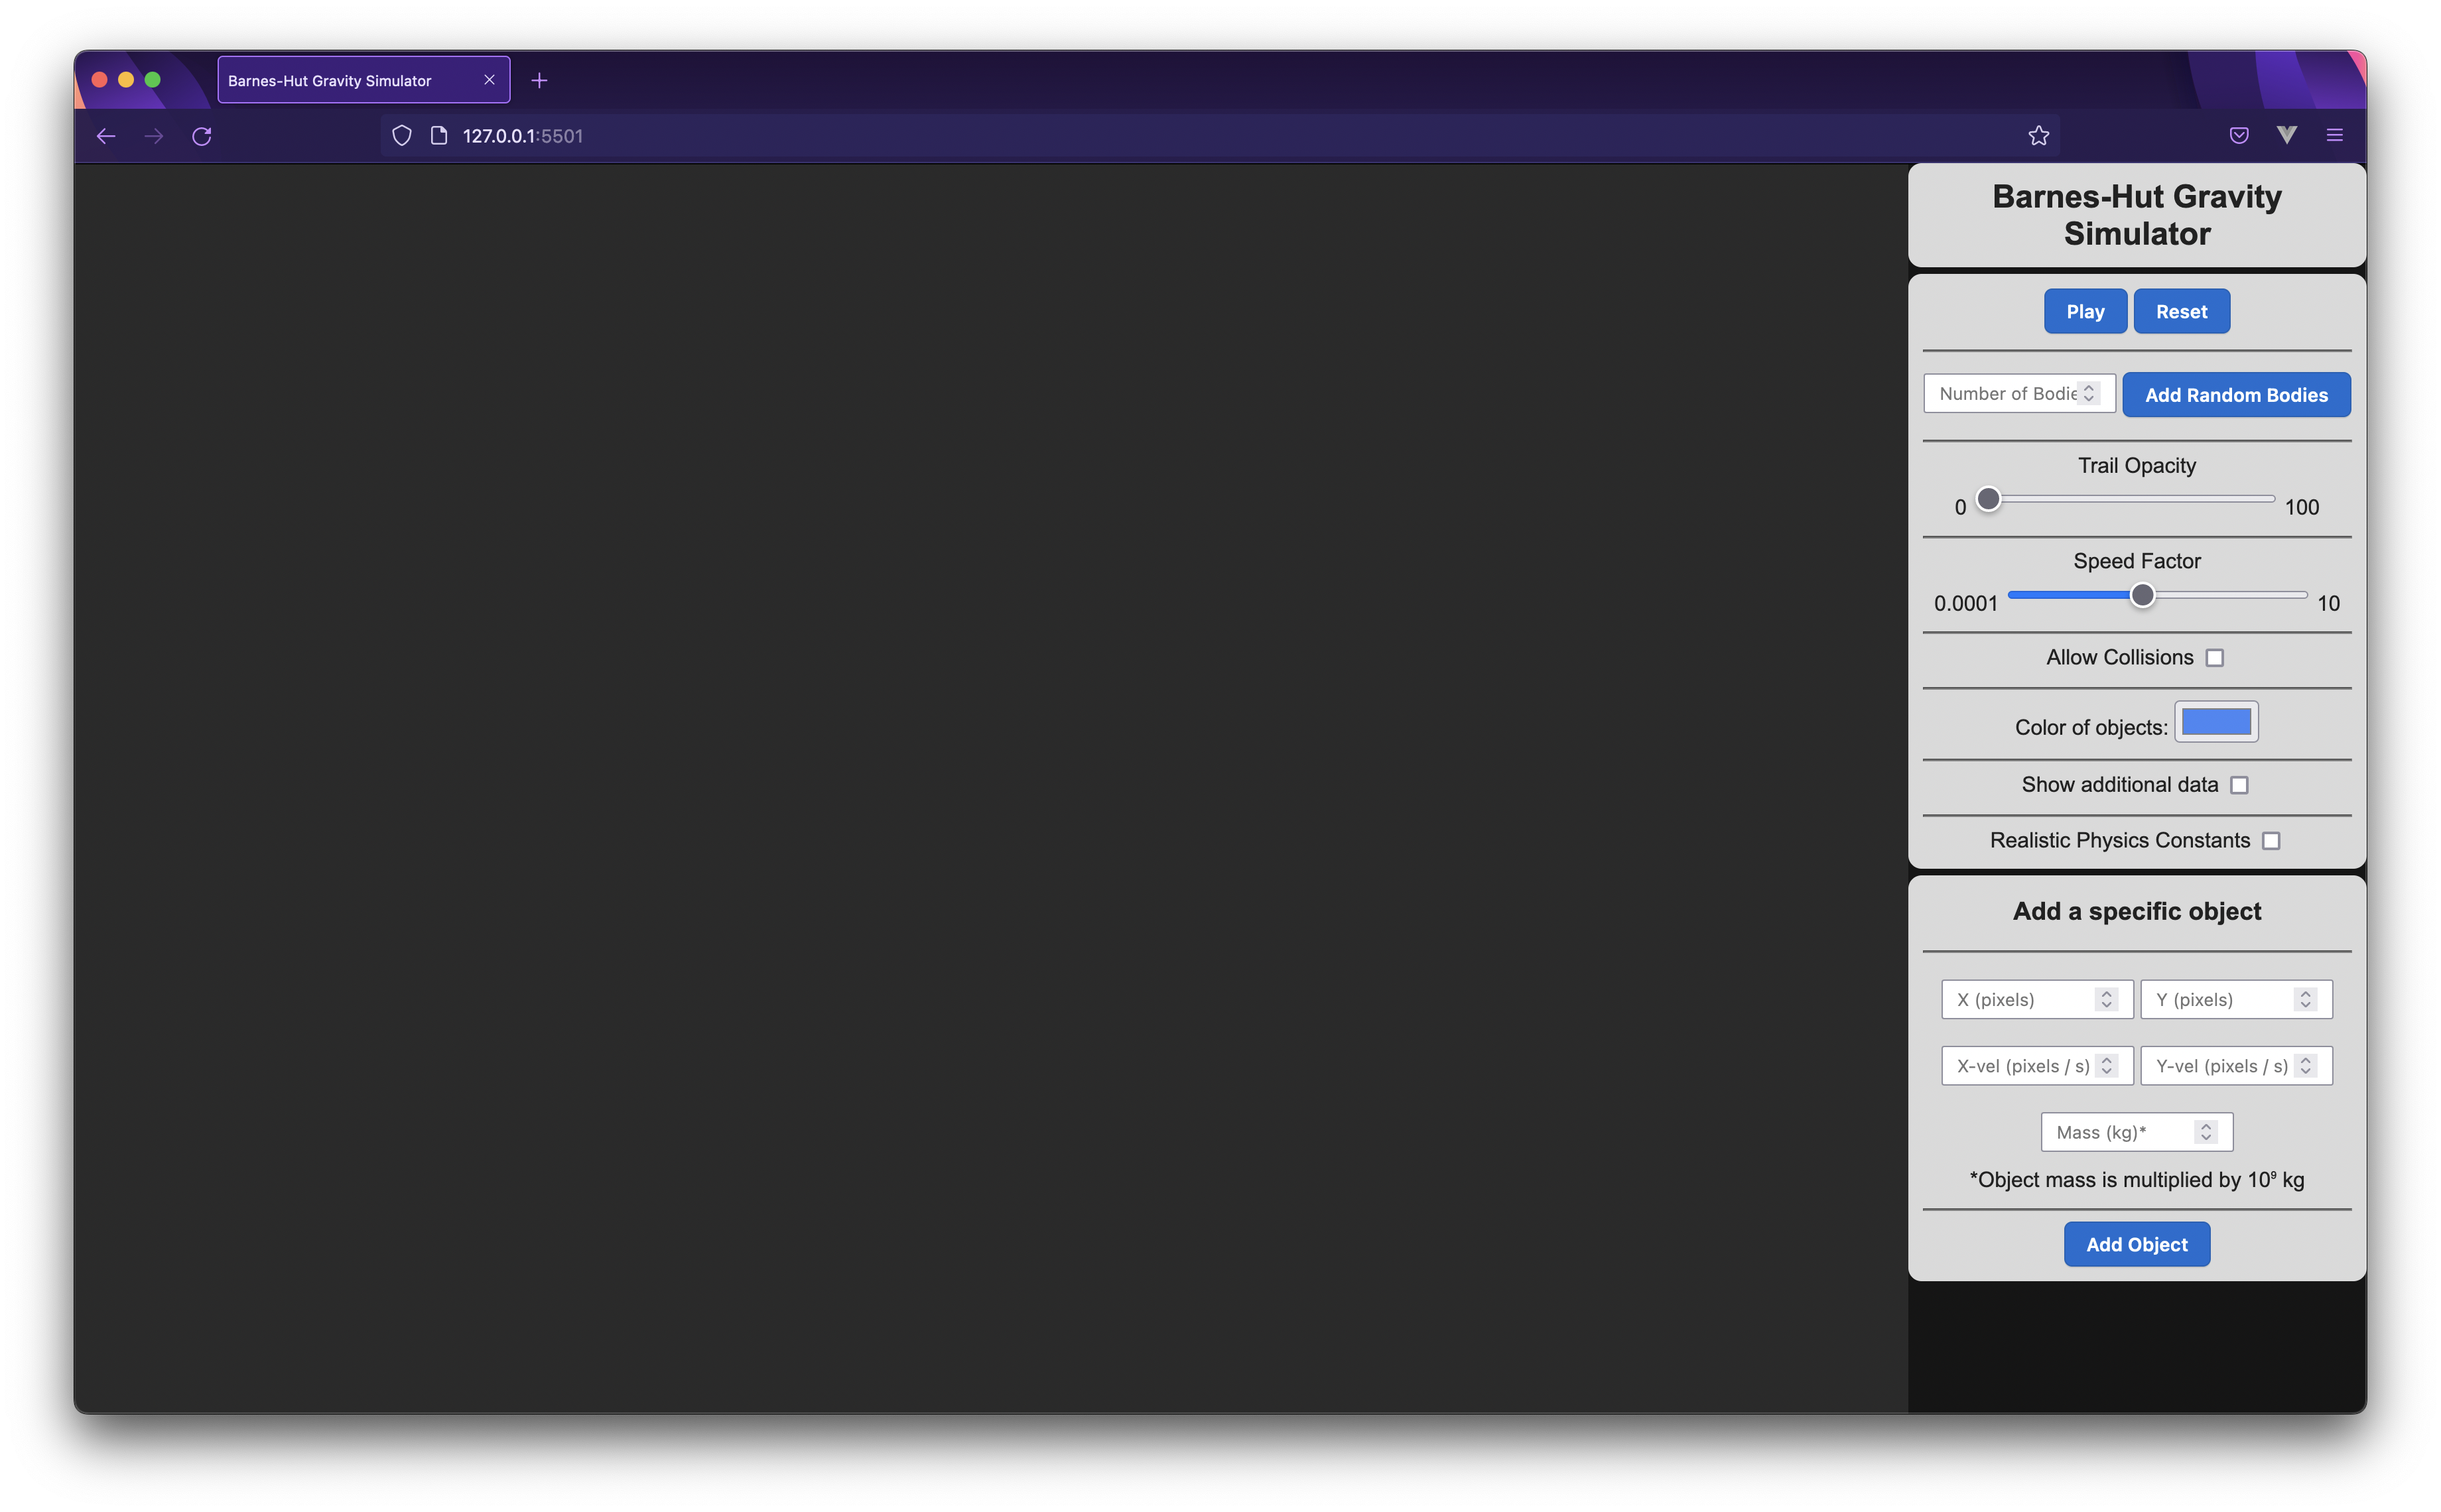 Barnes-Hut Gravity Simulator
127.0.0.1:5501
Barnes-Hut Gravity
Simulator
Play Reset
Number of Bodie Add Random Bodies
Trail Opacity
0 100
Speed Factor
0.0001 10
Allow Collisions
Color of objects:
Show additional data
Realistic Physics Constants
Add a specific object
X (pixels) Y (pixels)
X-vel (pixels / s) Y-vel (pixels / s)
Mass (kg)*
*Object mass is multiplied by 10⁹ kg
Add Object